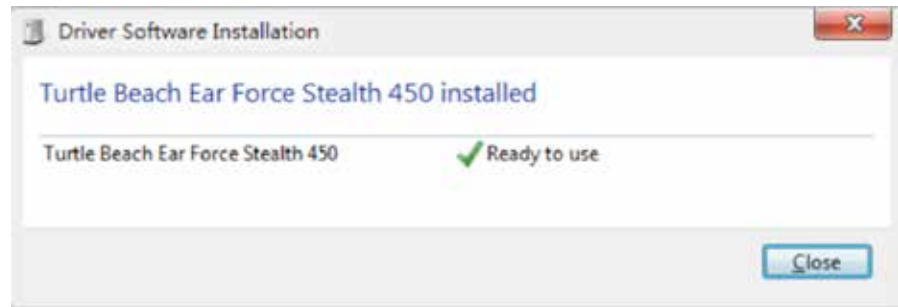 Driver Software Installation
Turtle Beach Ear Force Stealth 450 installed
Turtle Beach Ear Force Stealth 450 Ready to use
Close